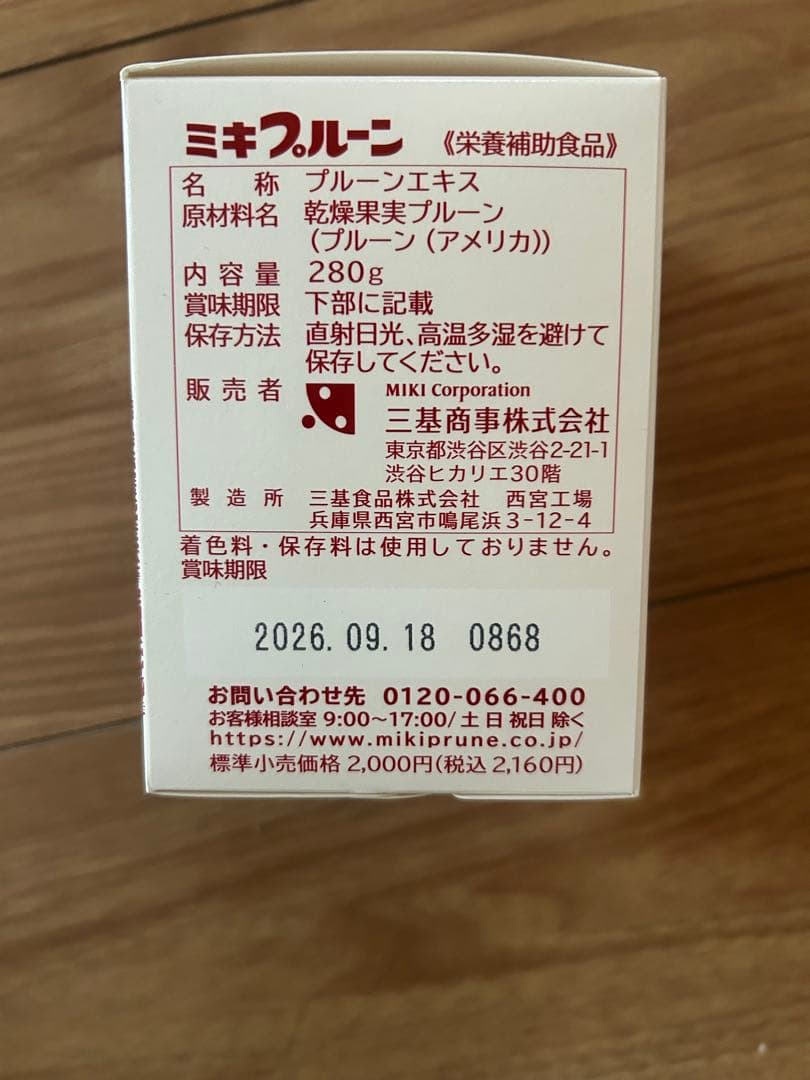 ミキプルーン 《栄養補助食品》
名称 プルーンエキス
原材料名 乾燥果実プルーン
(プルーン(アメリカ))
内容量 280g
賞味期限 下部に記載
保存方法 直射日光、高温多湿を避けて
保存してください。
販売者 MIKI Corporation
三基商事株式会社
東京都渋谷区渋谷2-21-1
渋谷ヒカリエ30階
製造所 三基食品株式会社 西宮工場
兵庫県西宮市鳴尾浜3-12-4
着色料・保存料は使用しておりません。
賞味期限
2026.09.18 0868
お問い合わせ先 0120-066-400
お客様相談室 9:00〜17:00/土 日 祝日 除く
https://www.mikiprune.co.jp/
標準小売価格 2,000円(税込 2,160円)